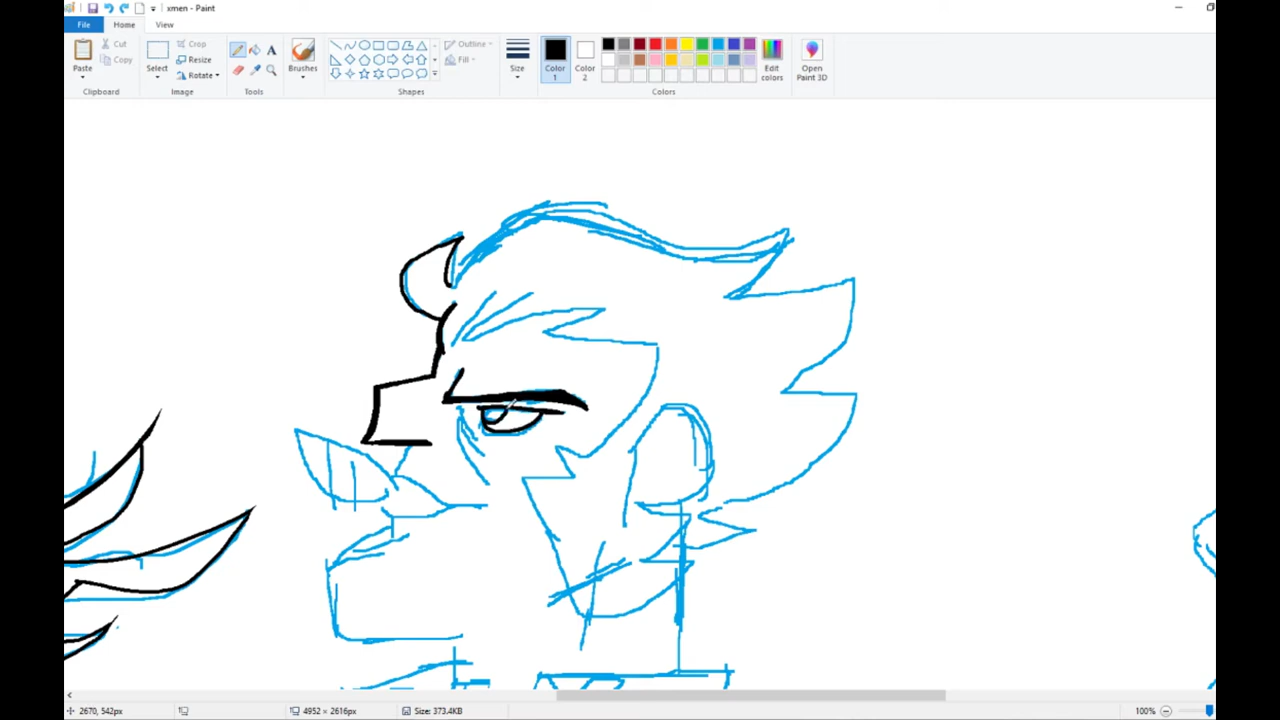 xmen - Paint
File Home View
Paste
Cut
Copy
Select
Crop
Resize
Rotate
A
Brushes
Outline
Fill
Size
Color 1
Color 2
Edit colors
Open Paint 3D
Clipboard Image Tools Shapes Colors
2670, 542px 4952 × 2616px Size: 373.4KB 100%